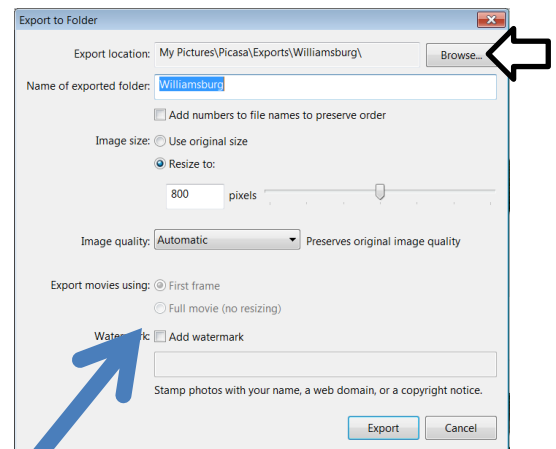 Export to Folder
Export location: My Pictures\Picasa\Exports\Williamsburg\ Browse...
Name of exported folder: Williamsburg
Add numbers to file names to preserve order
Image size: Use original size
Resize to:
800 pixels
Image quality: Automatic Preserves original image quality
Export movies using: First frame
Full movie (no resizing)
Watermark: Add watermark
Stamp photos with your name, a web domain, or a copyright notice.
Export Cancel